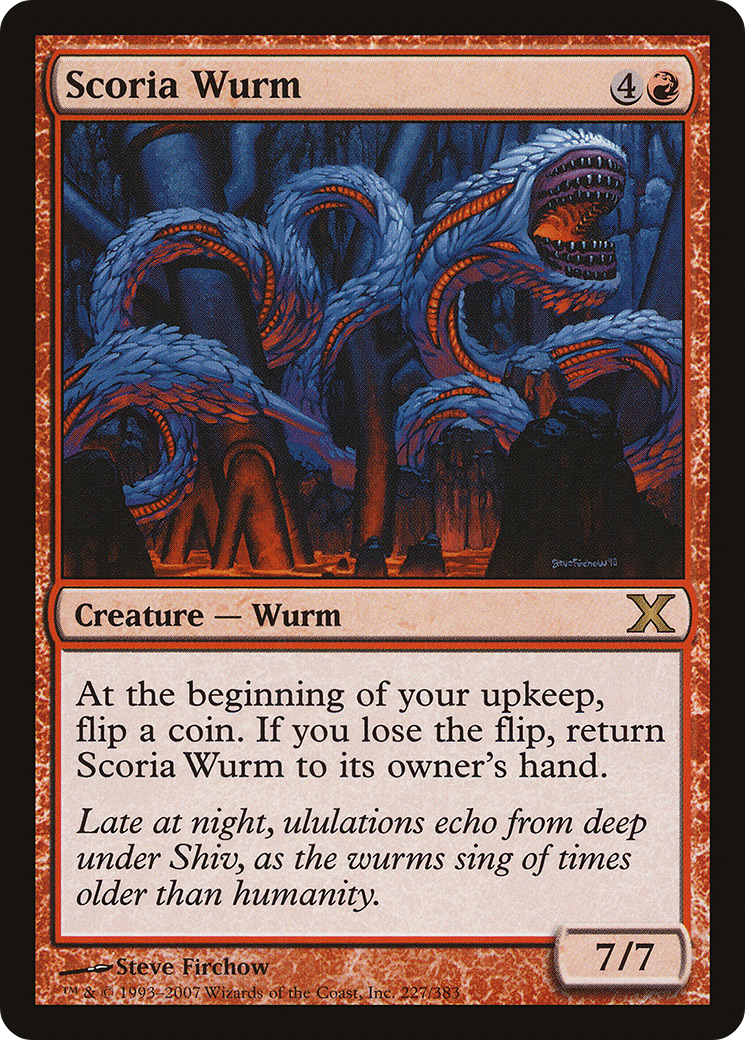 Scoria Wurm 4
SteveFirchow 98
Creature — Wurm X
At the beginning of your upkeep,
flip a coin. If you lose the flip, return
Scoria Wurm to its owner's hand.
Late at night, ululations echo from deep
under Shiv, as the wurms sing of times
older than humanity.
7/7
Steve Firchow
™ & © 1993–2007 Wizards of the Coast, Inc. 227/383